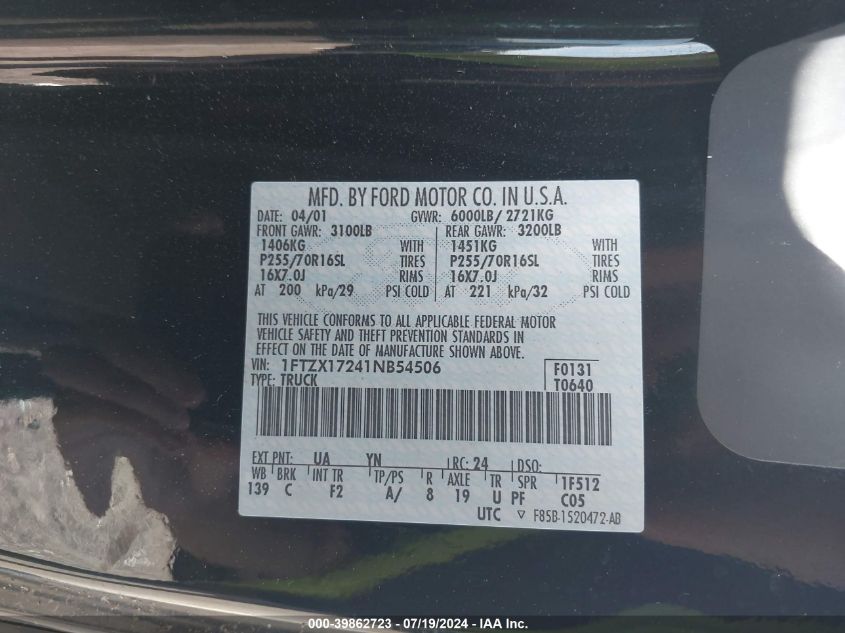 MFD. BY FORD MOTOR CO. IN U.S.A.
DATE: 04/01 GVWR: 6000LB/ 2721KG
FRONT GAWR: 3100LB REAR GAWR: 3200LB
1406KG WITH 1451KG WITH
P255/70R16SL TIRES P255/70R16SL TIRES
16X7.0J RIMS 16X7.0J RIMS
AT 200 kPa/29 PSI COLD AT 221 kPa/32 PSI COLD
THIS VEHICLE CONFORMS TO ALL APPLICABLE FEDERAL MOTOR
VEHICLE SAFETY AND THEFT PREVENTION STANDARDS IN
EFFECT ON THE DATE OF MANUFACTURE SHOWN ABOVE.
VIN: 1FTZX17241NB54506 F0131
TYPE: TRUCK T0640
EXT PNT: UA YN RC: 24 DSO:
WB BRK INT TR TP/PS R AXLE TR SPR 1F512
139 C F2 A/ 8 19 U PF C05
UTC ▽ F85B-1520472-AB
000-39862723 - 07/19/2024 - IAA Inc.